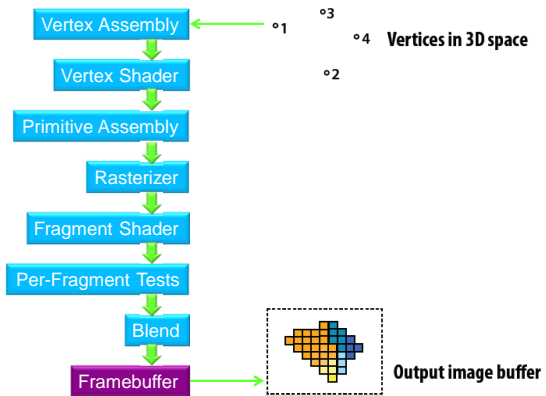 Vertex Assembly
1
3
4
Vertices in 3D space
2
Vertex Shader
Primitive Assembly
Rasterizer
Fragment Shader
Per-Fragment Tests
Blend
Framebuffer
Output image buffer